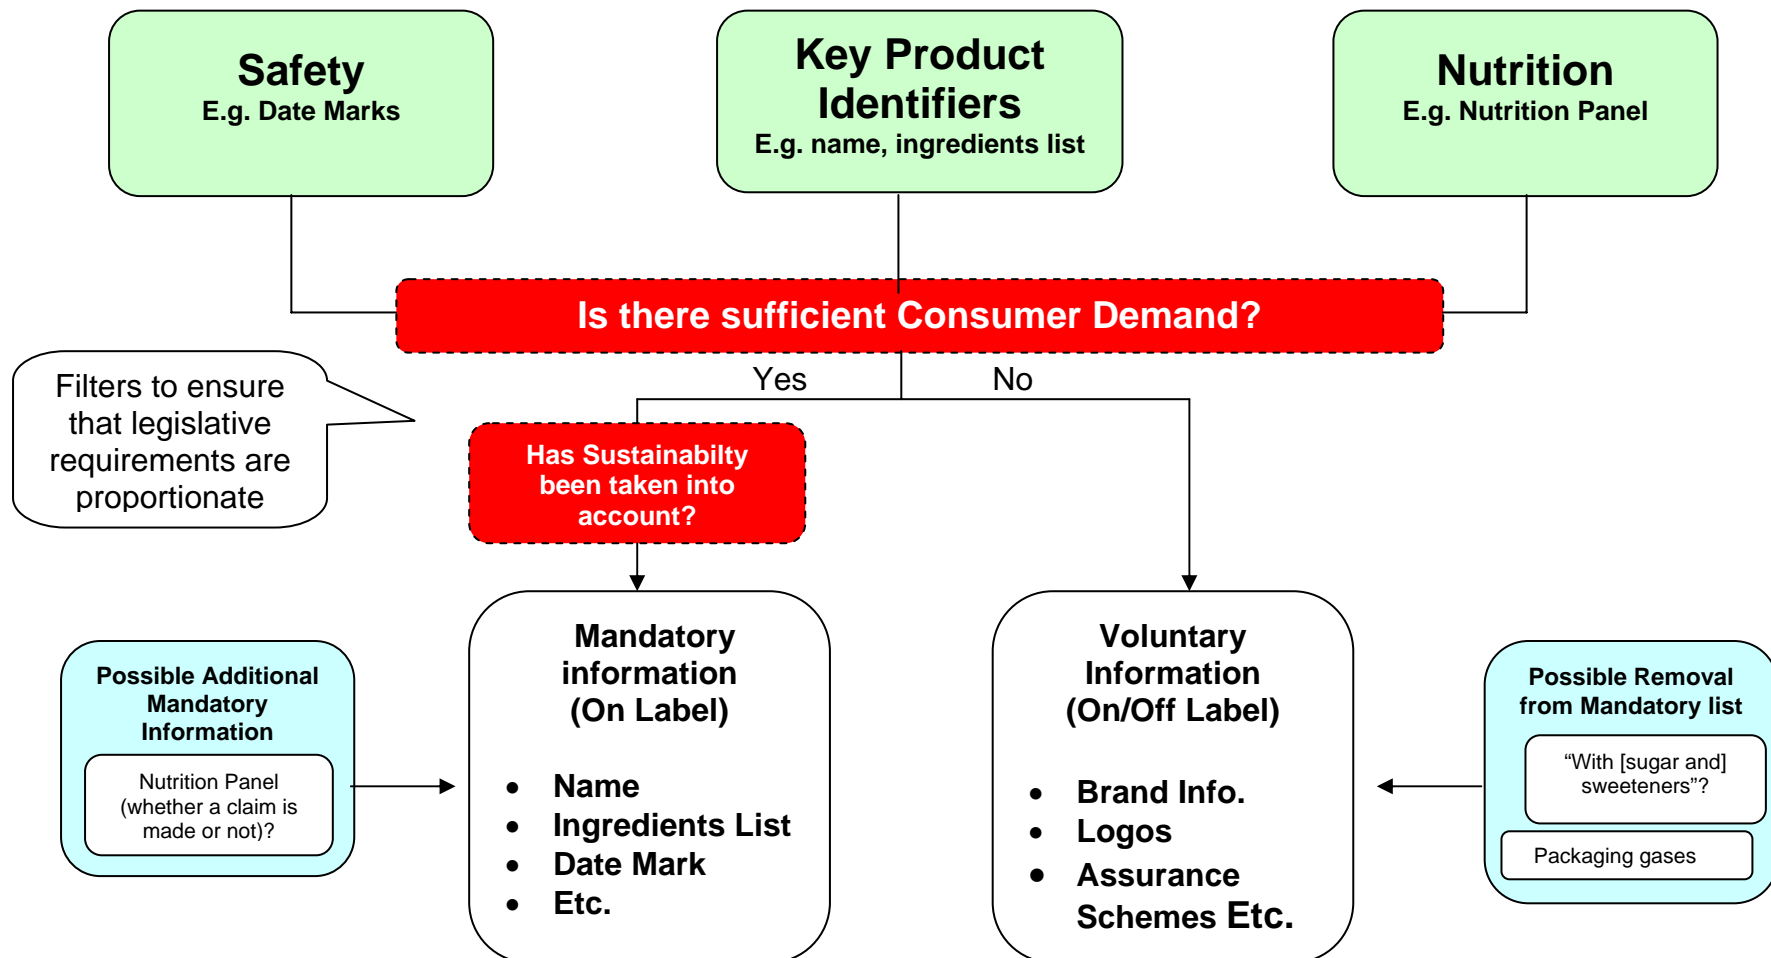 Safety
E.g. Date Marks
Key Product
Identifiers
E.g. name, ingredients list
Nutrition
E.g. Nutrition Panel
Is there sufficient Consumer Demand?
Yes
No
Filters to ensure
that legislative
requirements are
proportionate
Has Sustainabilty
been taken into
account?
Possible Additional
Mandatory
Information
Nutrition Panel
(whether a claim is
made or not)?
Mandatory
information
(On Label)
• Name
• Ingredients List
• Date Mark
• Etc.
Voluntary
Information
(On/Off Label)
• Brand Info.
• Logos
• Assurance
Schemes Etc.
Possible Removal
from Mandatory list
“With [sugar and]
sweeteners”?
Packaging gases